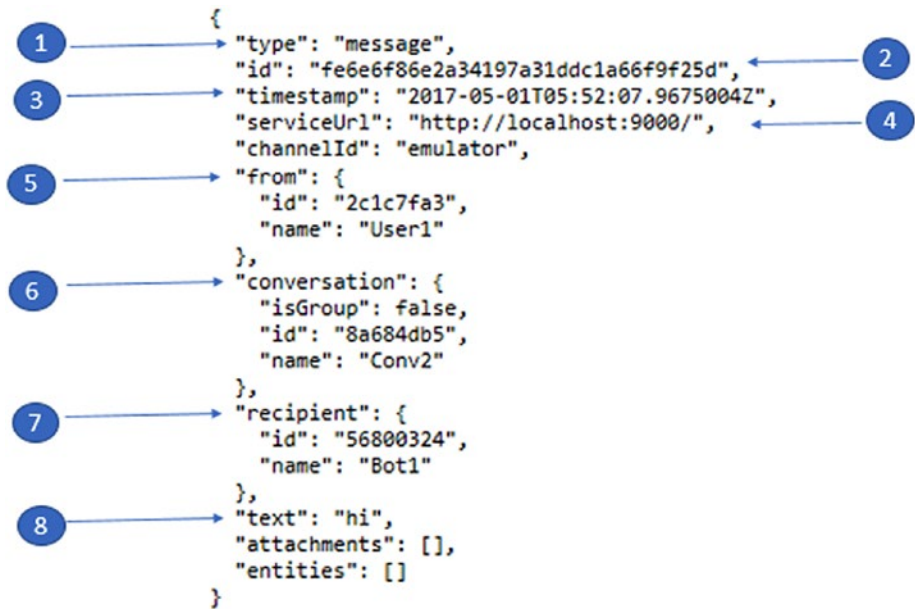 {
1 "type": "message",
"id": "fe6e6f86e2a34197a31ddc1a66f9f25d", 2
3 "timestamp": "2017-05-01T05:52:07.9675004Z",
"serviceUrl": "http://localhost:9000/", 4
"channelId": "emulator",
5 "from": {
"id": "2c1c7fa3",
"name": "User1"
},
6 "conversation": {
"isGroup": false,
"id": "8a684db5",
"name": "Conv2"
},
7 "recipient": {
"id": "56800324",
"name": "Bot1"
},
8 "text": "hi",
"attachments": [],
"entities": []
}